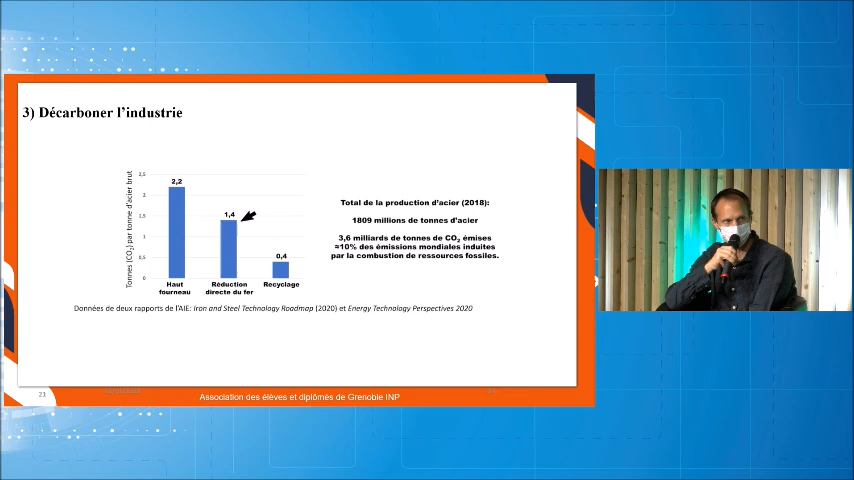 3) Décarboner l’industrie
Tonnes (CO2) par tonne d’acier brut
2,5
2
1,5
1
0,5
0
2,2
1,4
0,4
Haut
fourneau
Réduction
directe du fer
Recyclage
Total de la production d’acier (2018):
1809 millions de tonnes d’acier
3,6 milliards de tonnes de CO2 émises
≈10% des émissions mondiales induites
par la combustion de ressources fossiles.
Données de deux rapports de l’AIE: Iron and Steel Technology Roadmap (2020) et Energy Technology Perspectives 2020
21
Association des élèves et diplômés de Grenoble INP